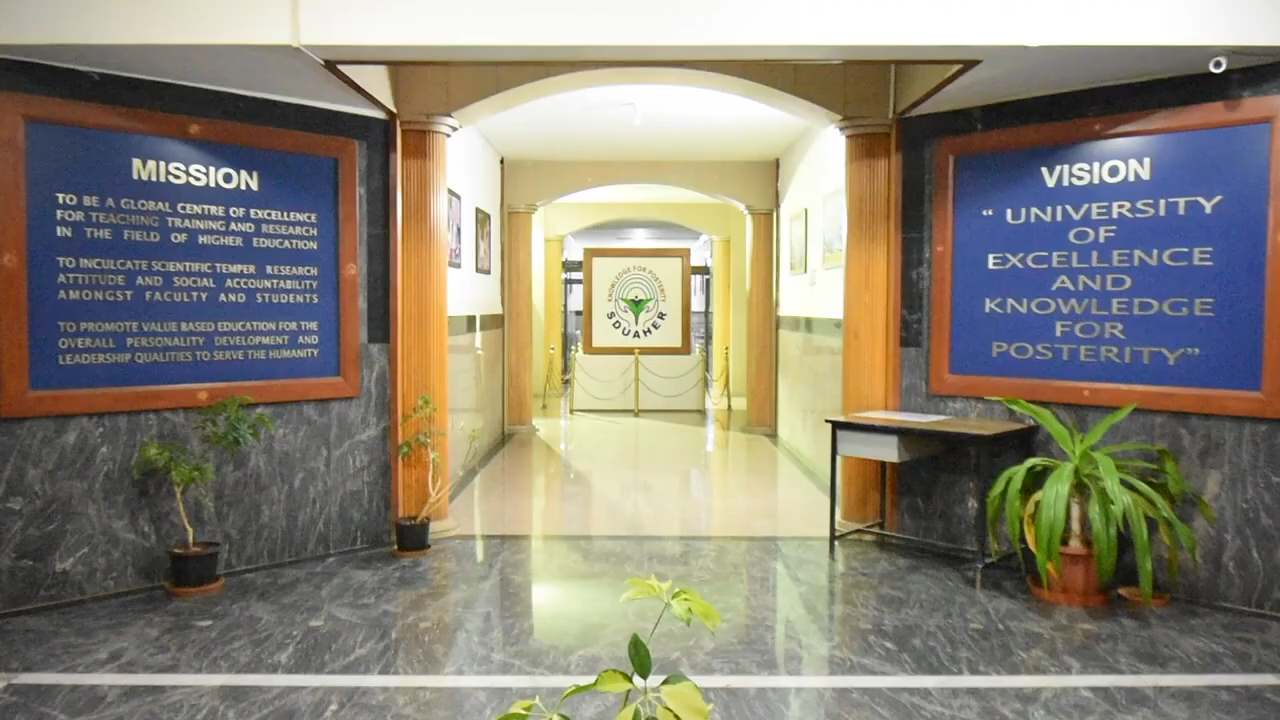 MISSION
TO BE A GLOBAL CENTRE OF EXCELLENCE
FOR TEACHING TRAINING AND RESEARCH
IN THE FIELD OF HIGHER EDUCATION
TO INCULCATE SCIENTIFIC TEMPER RESEARCH
ATTITUDE AND SOCIAL ACCOUNTABILITY
AMONGST FACULTY AND STUDENTS
TO PROMOTE VALUE BASED EDUCATION FOR THE
OVERALL PERSONALITY DEVELOPMENT AND
LEADERSHIP QUALITIES TO SERVE THE HUMANITY
KNOWLEDGE FOR POSTERITY
SDUAHER
VISION
“ UNIVERSITY
OF
EXCELLENCE
AND
KNOWLEDGE
FOR
POSTERITY”